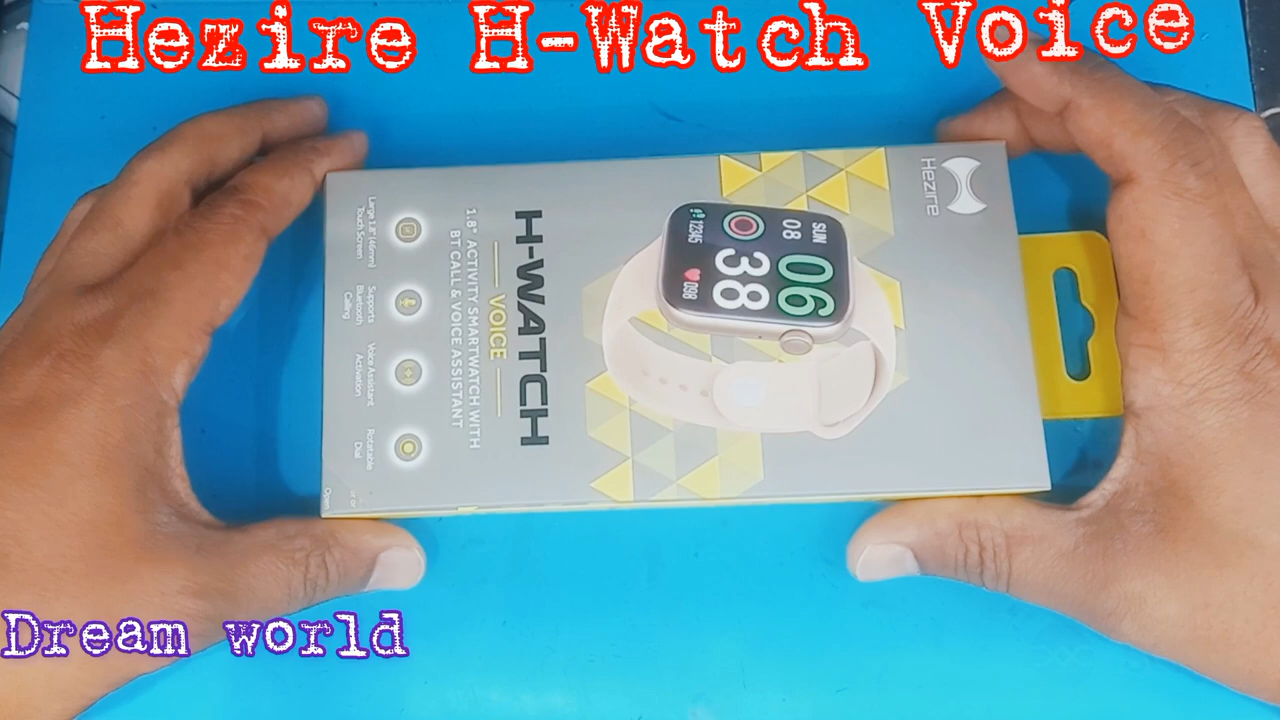 Hezire H-Watch Voice
Hezire
SUN
08
06
38
12345
098
H-WATCH
VOICE
1.8" ACTIVITY SMARTWATCH WITH
BT CALL & VOICE ASSISTANT
Large 1.8" (46mm)
Touch Screen
Supports
Bluetooth
Calling
Voice Assistant
Activation
Rotatable
Dial
Open
Dream world